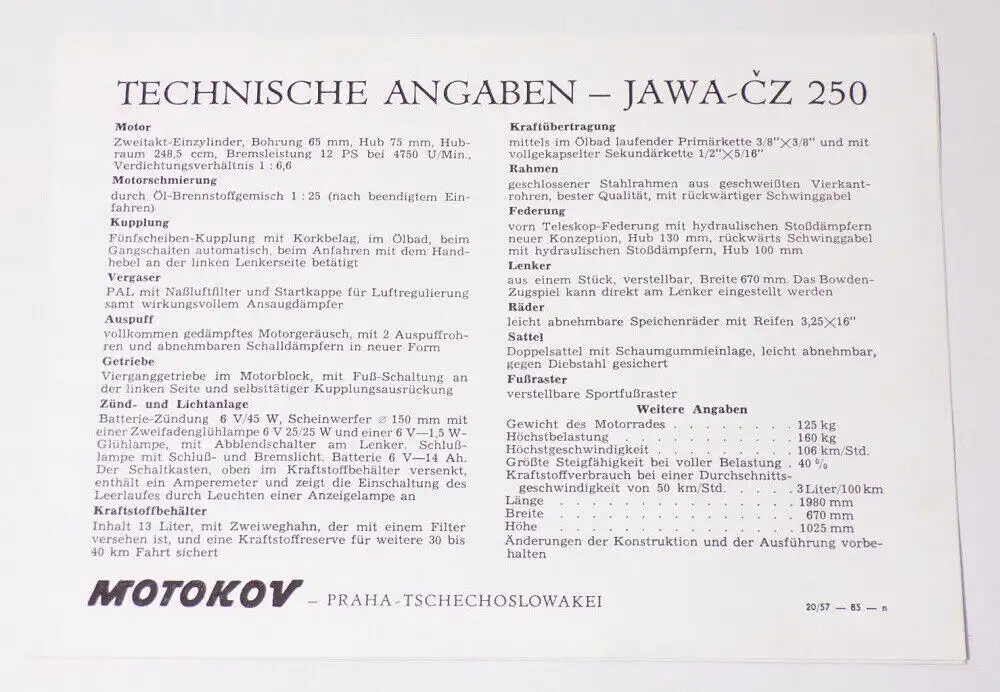 TECHNISCHE ANGABEN – JAWA-ČZ 250
Motor
Zweitakt-Einzylinder, Bohrung 65 mm, Hub 75 mm, Hub-
raum 248,5 ccm, Bremsleistung 12 PS bei 4750 U/Min.,
Verdichtungsverhältnis 1 : 6,6
Motorschmierung
durch Öl-Brennstoffgemisch 1 : 25 (nach beendigtem Ein-
fahren)
Kupplung
Fünfscheiben-Kupplung mit Korkbelag, im Ölbad, beim
Gangschalten automatisch, beim Anfahren mit dem Hand-
hebel an der linken Lenkerseite betätigt
Vergaser
PAL mit Naßluftfilter und Startkappe für Luftregulierung
samt wirkungsvollem Ansaugdämpfer
Auspuff
vollkommen gedämpftes Motorgeräusch, mit 2 Auspuffroh-
ren und abnehmbaren Schalldämpfern in neuer Form
Getriebe
Vierganggetriebe im Motorblock, mit Fuß-Schaltung an
der linken Seite und selbsttätiger Kupplungsausrückung
Zünd- und Lichtanlage
Batterie-Zündung 6 V/45 W, Scheinwerfer ⌀ 150 mm mit
einer Zweifadenglühlampe 6 V 25/25 W und einer 6 V—1,5 W-
Glühlampe, mit Abblendschalter am Lenker. Schluß-
lampe mit Schluß- und Bremslicht. Batterie 6 V—14 Ah.
Der Schaltkasten, oben im Kraftstoffbehälter versenkt,
enthält ein Amperemeter und zeigt die Einschaltung des
Leerlaufes durch Leuchten einer Anzeigelampe an
Kraftstoffbehälter
Inhalt 13 Liter, mit Zweiweghahn, der mit einem Filter
versehen ist, und eine Kraftstoffreserve für weitere 30 bis
40 km Fahrt sichert
Kraftübertragung
mittels im Ölbad laufender Primärkette 3/8"×3/8" und mit
vollgekapselter Sekundärkette 1/2"×5/16"
Rahmen
geschlossener Stahlrahmen aus geschweißten Vierkant-
rohren, bester Qualität, mit rückwärtiger Schwinggabel
Federung
vorn Teleskop-Federung mit hydraulischen Stoßdämpfern
neuer Konzeption, Hub 130 mm, rückwärts Schwinggabel
mit hydraulischen Stoßdämpfern, Hub 100 mm
Lenker
aus einem Stück, verstellbar, Breite 670 mm. Das Bowden-
Zugspiel kann direkt am Lenker eingestellt werden
Räder
leicht abnehmbare Speichenräder mit Reifen 3,25×16"
Sattel
Doppelsattel mit Schaumgummieinlage, leicht abnehmbar,
gegen Diebstahl gesichert
Fußraster
verstellbare Sportfußraster
Weitere Angaben
Gewicht des Motorrades . . . . . . . . 125 kg
Höchstbelastung . . . . . . . . . . . 160 kg
Höchstgeschwindigkeit . . . . . . . . . 106 km/Std.
Größte Steigfähigkeit bei voller Belastung . 40 %
Kraftstoffverbrauch bei einer Durchschnitts-
geschwindigkeit von 50 km/Std. . . . . . 3 Liter/100 km
Länge . . . . . . . . . . . . . 1980 mm
Breite . . . . . . . . . . . . . 670 mm
Höhe . . . . . . . . . . . . . 1025 mm
Änderungen der Konstruktion und der Ausführung vorbe-
halten
MOTOKOV – PRAHA-TSCHECHOSLOWAKEI
20/57 — 85 — n